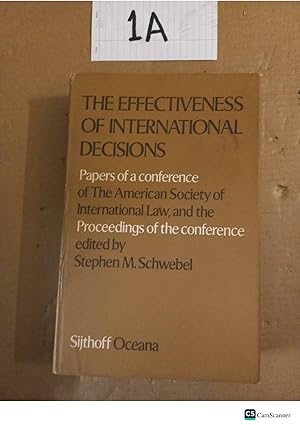 1A
THE EFFECTIVENESS
OF INTERNATIONAL
DECISIONS
Papers of a conference
of The American Society of
International Law, and the
Proceedings of the conference
edited by
Stephen M. Schwebel
Sijthoff Oceana
CS CamScanner